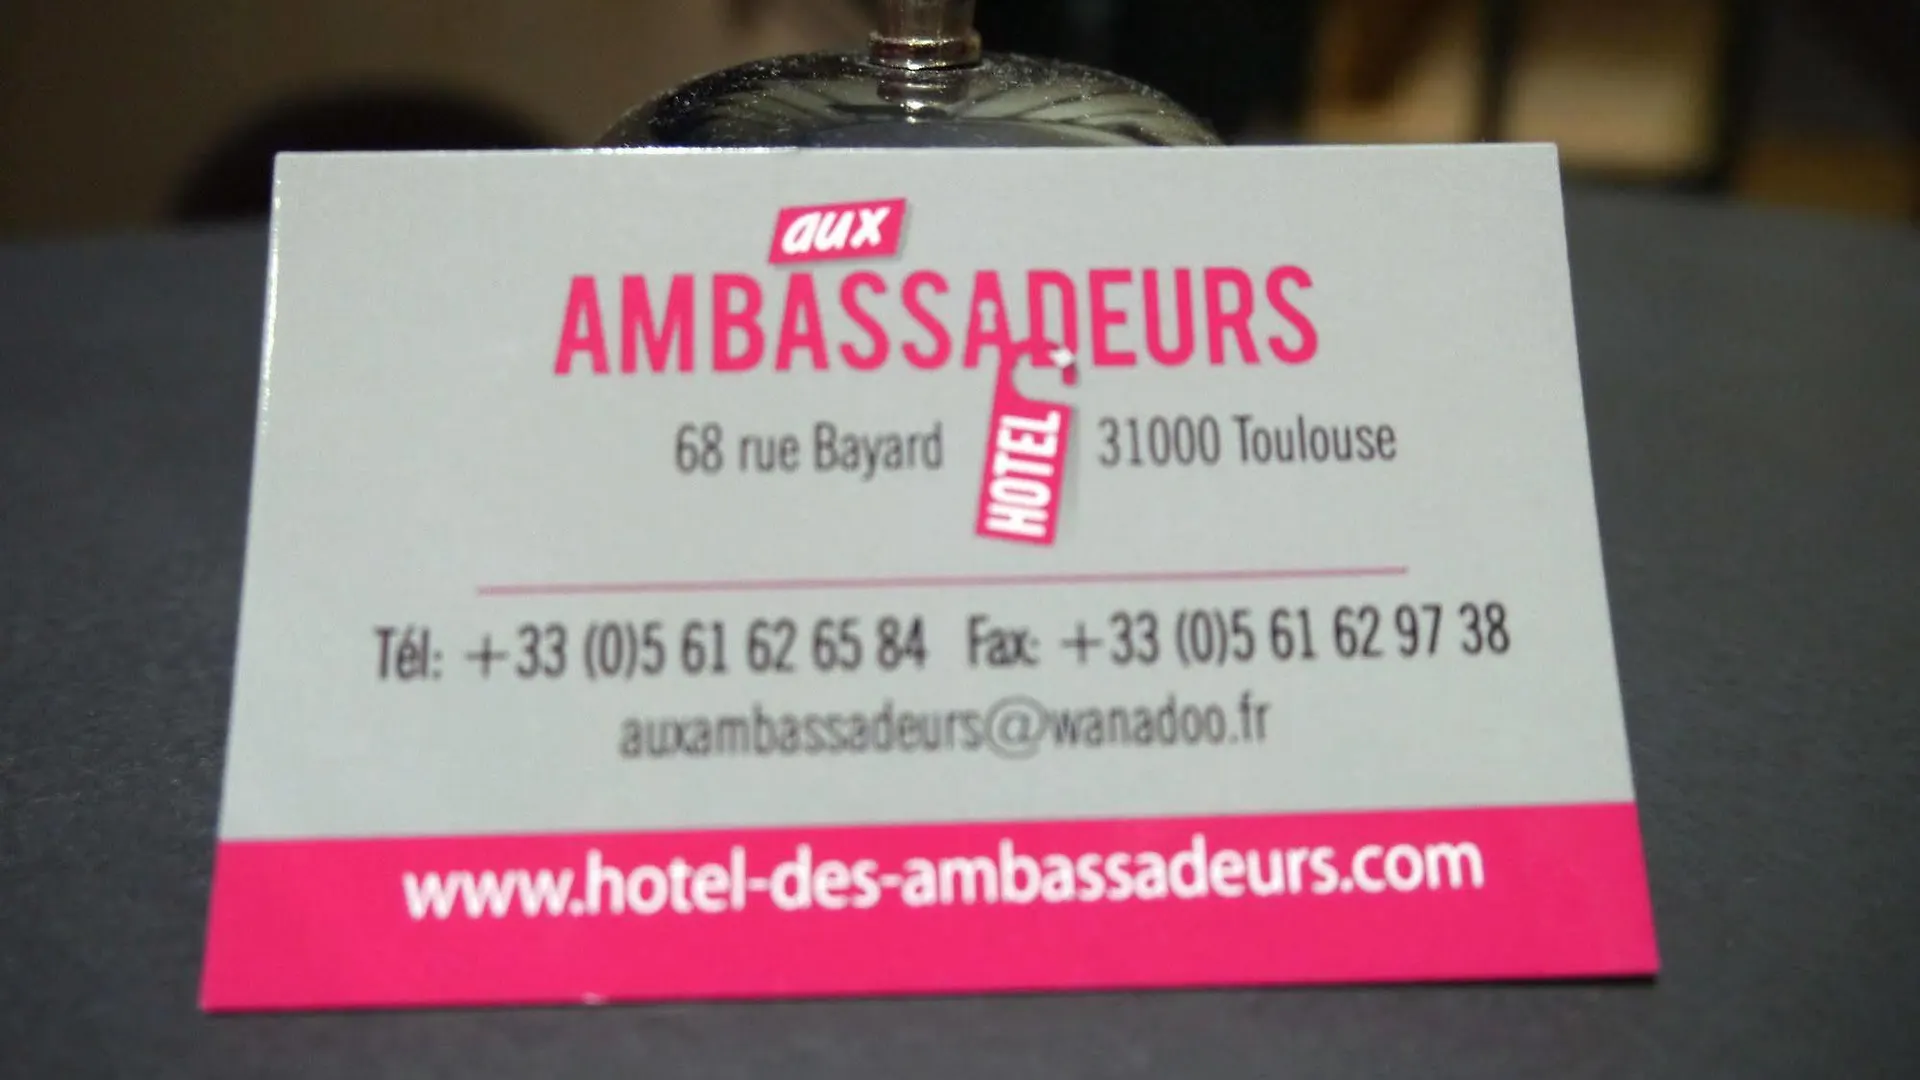 aux
AMBASSADEURS
HOTEL
68 rue Bayard 31000 Toulouse
Tél: +33 (0)5 61 62 65 84 Fax: +33 (0)5 61 62 97 38
auxambassadeurs@wanadoo.fr
www.hotel-des-ambassadeurs.com